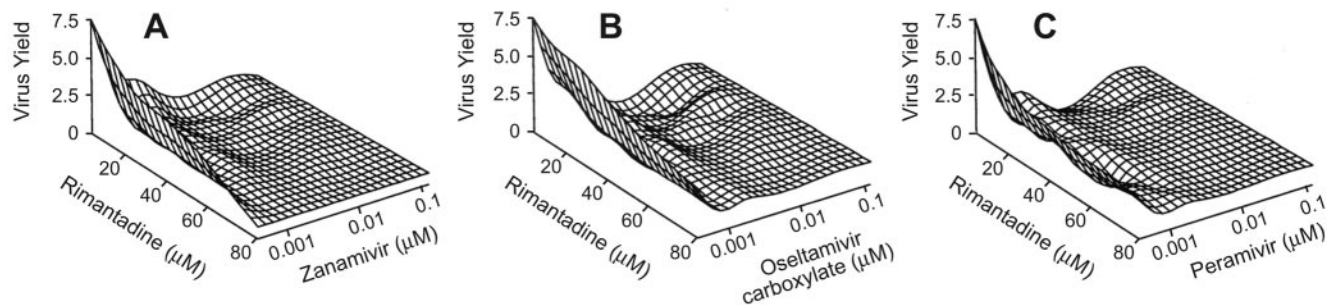 A
Virus Yield
7.5
5.0
2.5
0
20
40
60
80
Rimantadine (µM)
0.001
0.01
0.1
Zanamivir (µM)
B
Virus Yield
7.5
5.0
2.5
0
20
40
60
80
Rimantadine (µM)
0.001
0.01
0.1
Oseltamivir
carboxylate (µM)
C
Virus Yield
7.5
5.0
2.5
0
20
40
60
80
Rimantadine (µM)
0.001
0.01
0.1
Peramivir (µM)